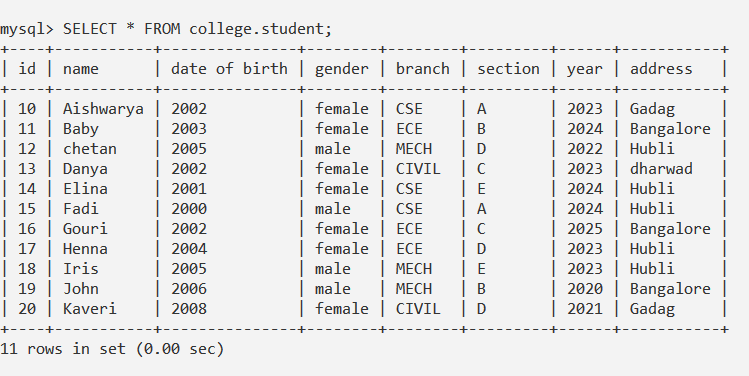 mysql> SELECT * FROM college.student;
+----+-----------+---------------+--------+--------+---------+------+-----------+
| id | name      | date of birth | gender | branch | section | year | address   |
+----+-----------+---------------+--------+--------+---------+------+-----------+
| 10 | Aishwarya | 2002          | female | CSE    | A       | 2023 | Gadag     |
| 11 | Baby      | 2003          | female | ECE    | B       | 2024 | Bangalore |
| 12 | chetan    | 2005          | male   | MECH   | D       | 2022 | Hubli     |
| 13 | Danya     | 2002          | female | CIVIL  | C       | 2023 | dharwad   |
| 14 | Elina     | 2001          | female | CSE    | E       | 2024 | Hubli     |
| 15 | Fadi      | 2000          | male   | CSE    | A       | 2024 | Hubli     |
| 16 | Gouri     | 2002          | female | ECE    | C       | 2025 | Bangalore |
| 17 | Henna     | 2004          | female | ECE    | D       | 2023 | Hubli     |
| 18 | Iris      | 2005          | male   | MECH   | E       | 2023 | Hubli     |
| 19 | John      | 2006          | male   | MECH   | B       | 2020 | Bangalore |
| 20 | Kaveri    | 2008          | female | CIVIL  | D       | 2021 | Gadag     |
+----+-----------+---------------+--------+--------+---------+------+-----------+
11 rows in set (0.00 sec)